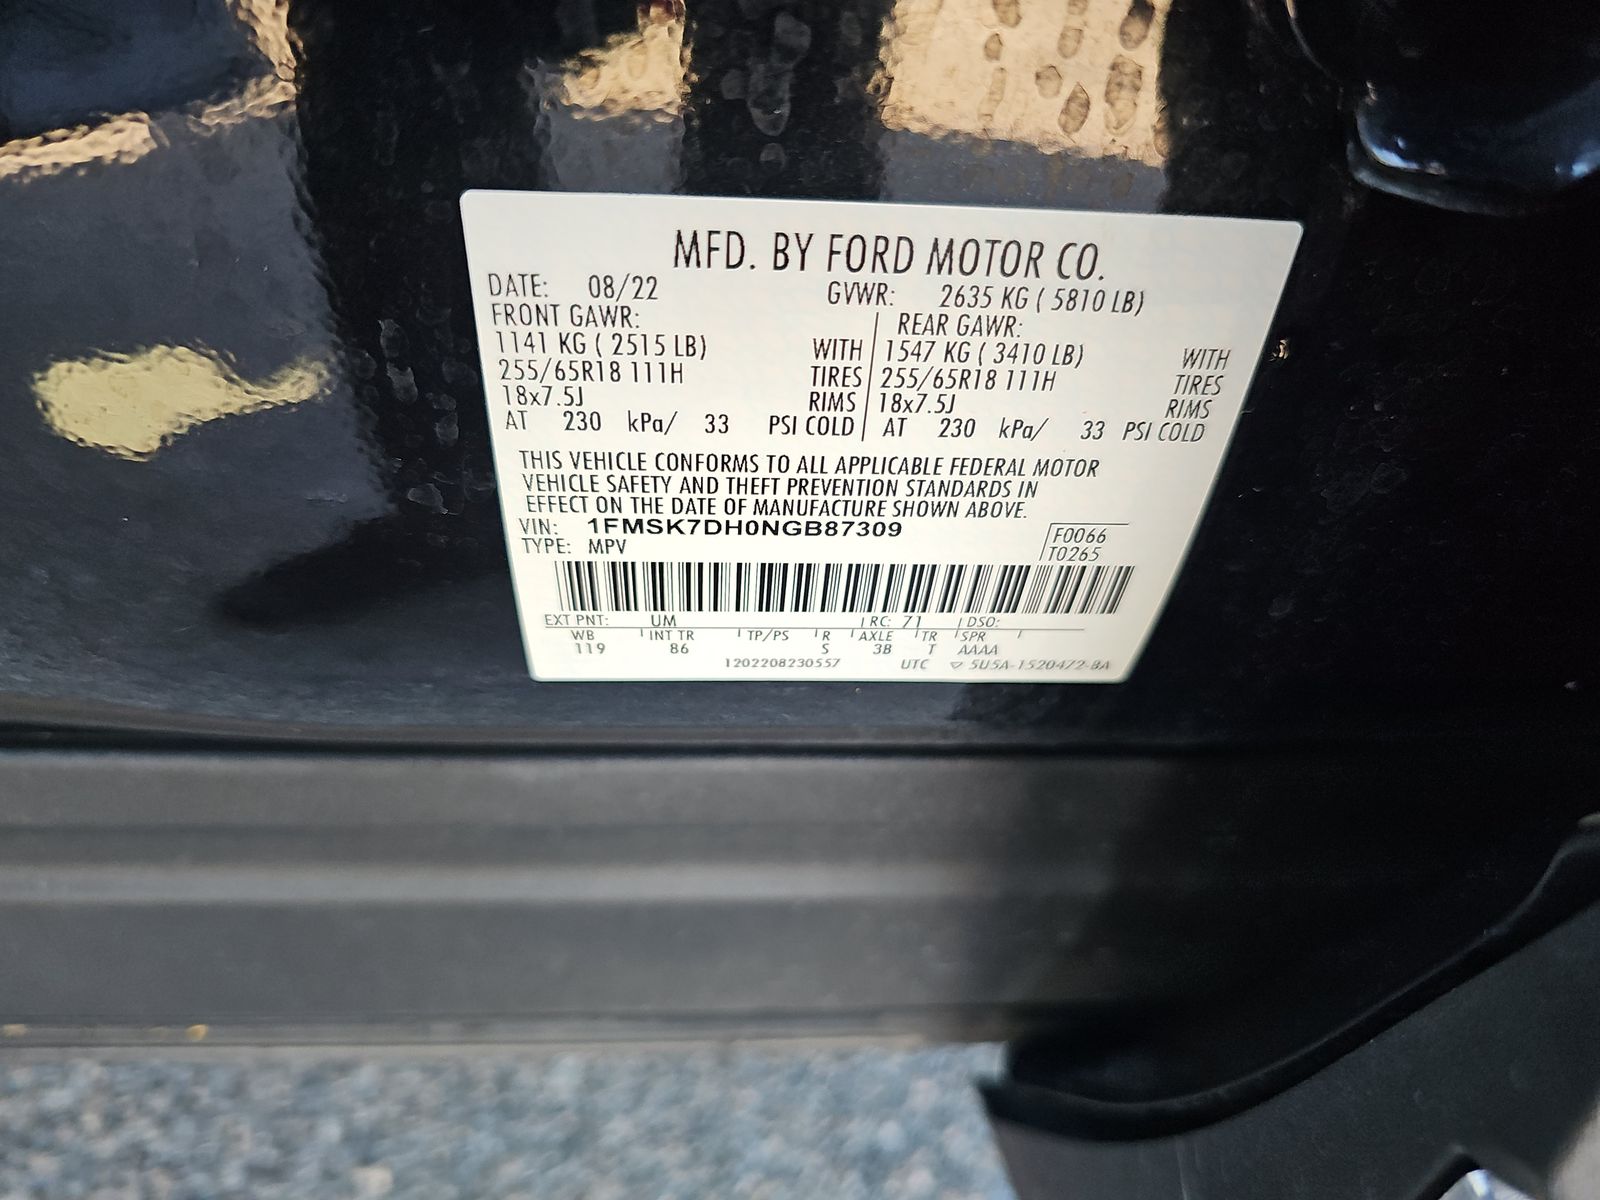 MFD. BY FORD MOTOR CO.
DATE: 08/22 GVWR: 2635 KG ( 5810 LB)
FRONT GAWR: REAR GAWR:
1141 KG ( 2515 LB) WITH 1547 KG ( 3410 LB) WITH
255/65R18 111H TIRES 255/65R18 111H TIRES
18x7.5J RIMS 18x7.5J RIMS
AT 230 kPa/ 33 PSI COLD AT 230 kPa/ 33 PSI COLD
THIS VEHICLE CONFORMS TO ALL APPLICABLE FEDERAL MOTOR
VEHICLE SAFETY AND THEFT PREVENTION STANDARDS IN
EFFECT ON THE DATE OF MANUFACTURE SHOWN ABOVE.
VIN: 1FMSK7DH0NGB87309 F0066
TYPE: MPV T0265
EXT PNT: UM RC: 71 DSO:
WB INT TR TP/PS R AXLE TR SPR
119 86 S 3B T AAAA
1202208230557 UTC ▽ 5U5A-1520472-BA